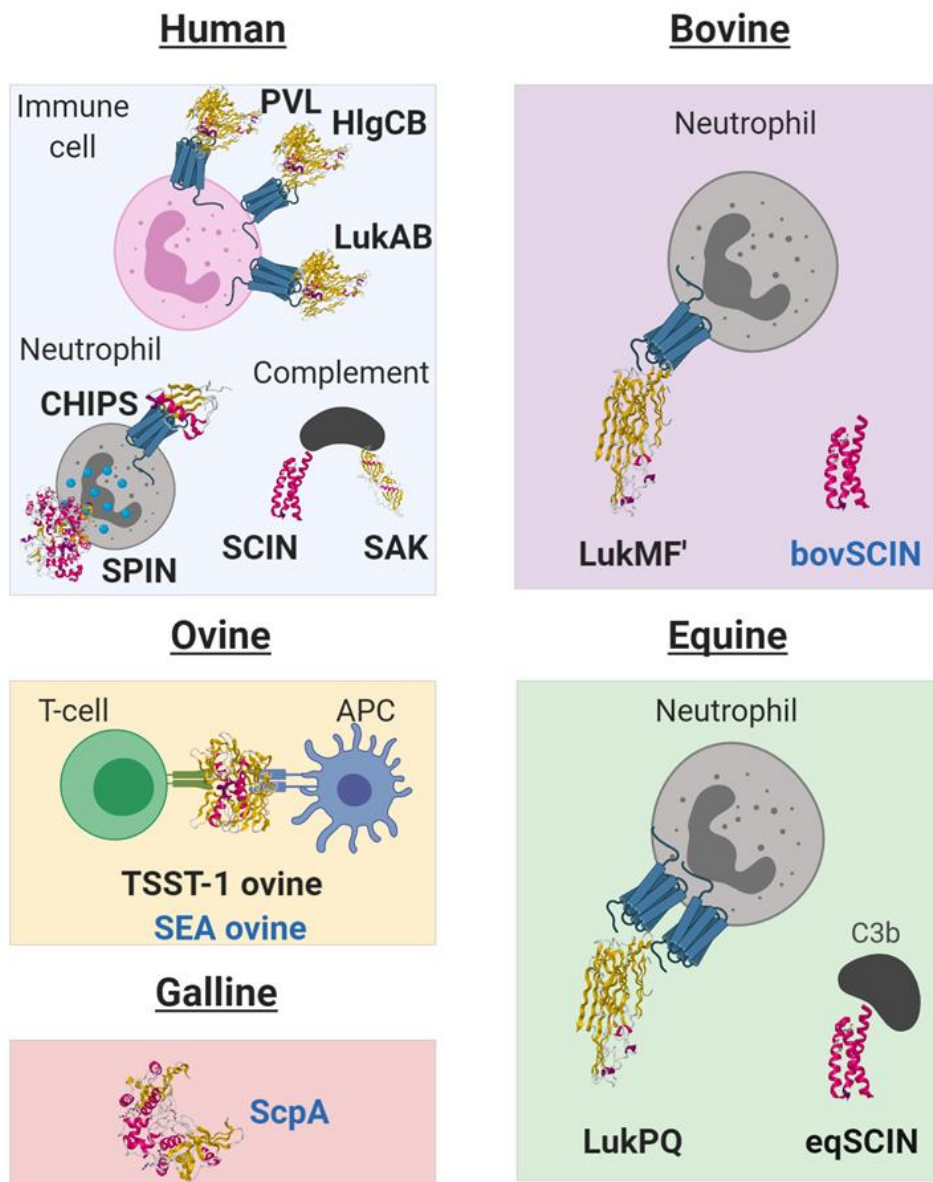 Human
Immune
cell
PVL
HlgCB
LukAB
Neutrophil
CHIPS
Complement
SPIN
SCIN
SAK
Bovine
Neutrophil
LukMF'
bovSCIN
Ovine
T-cell
APC
TSST-1 ovine
SEA ovine
Equine
Neutrophil
C3b
LukPQ
eqSCIN
Galline
ScpA